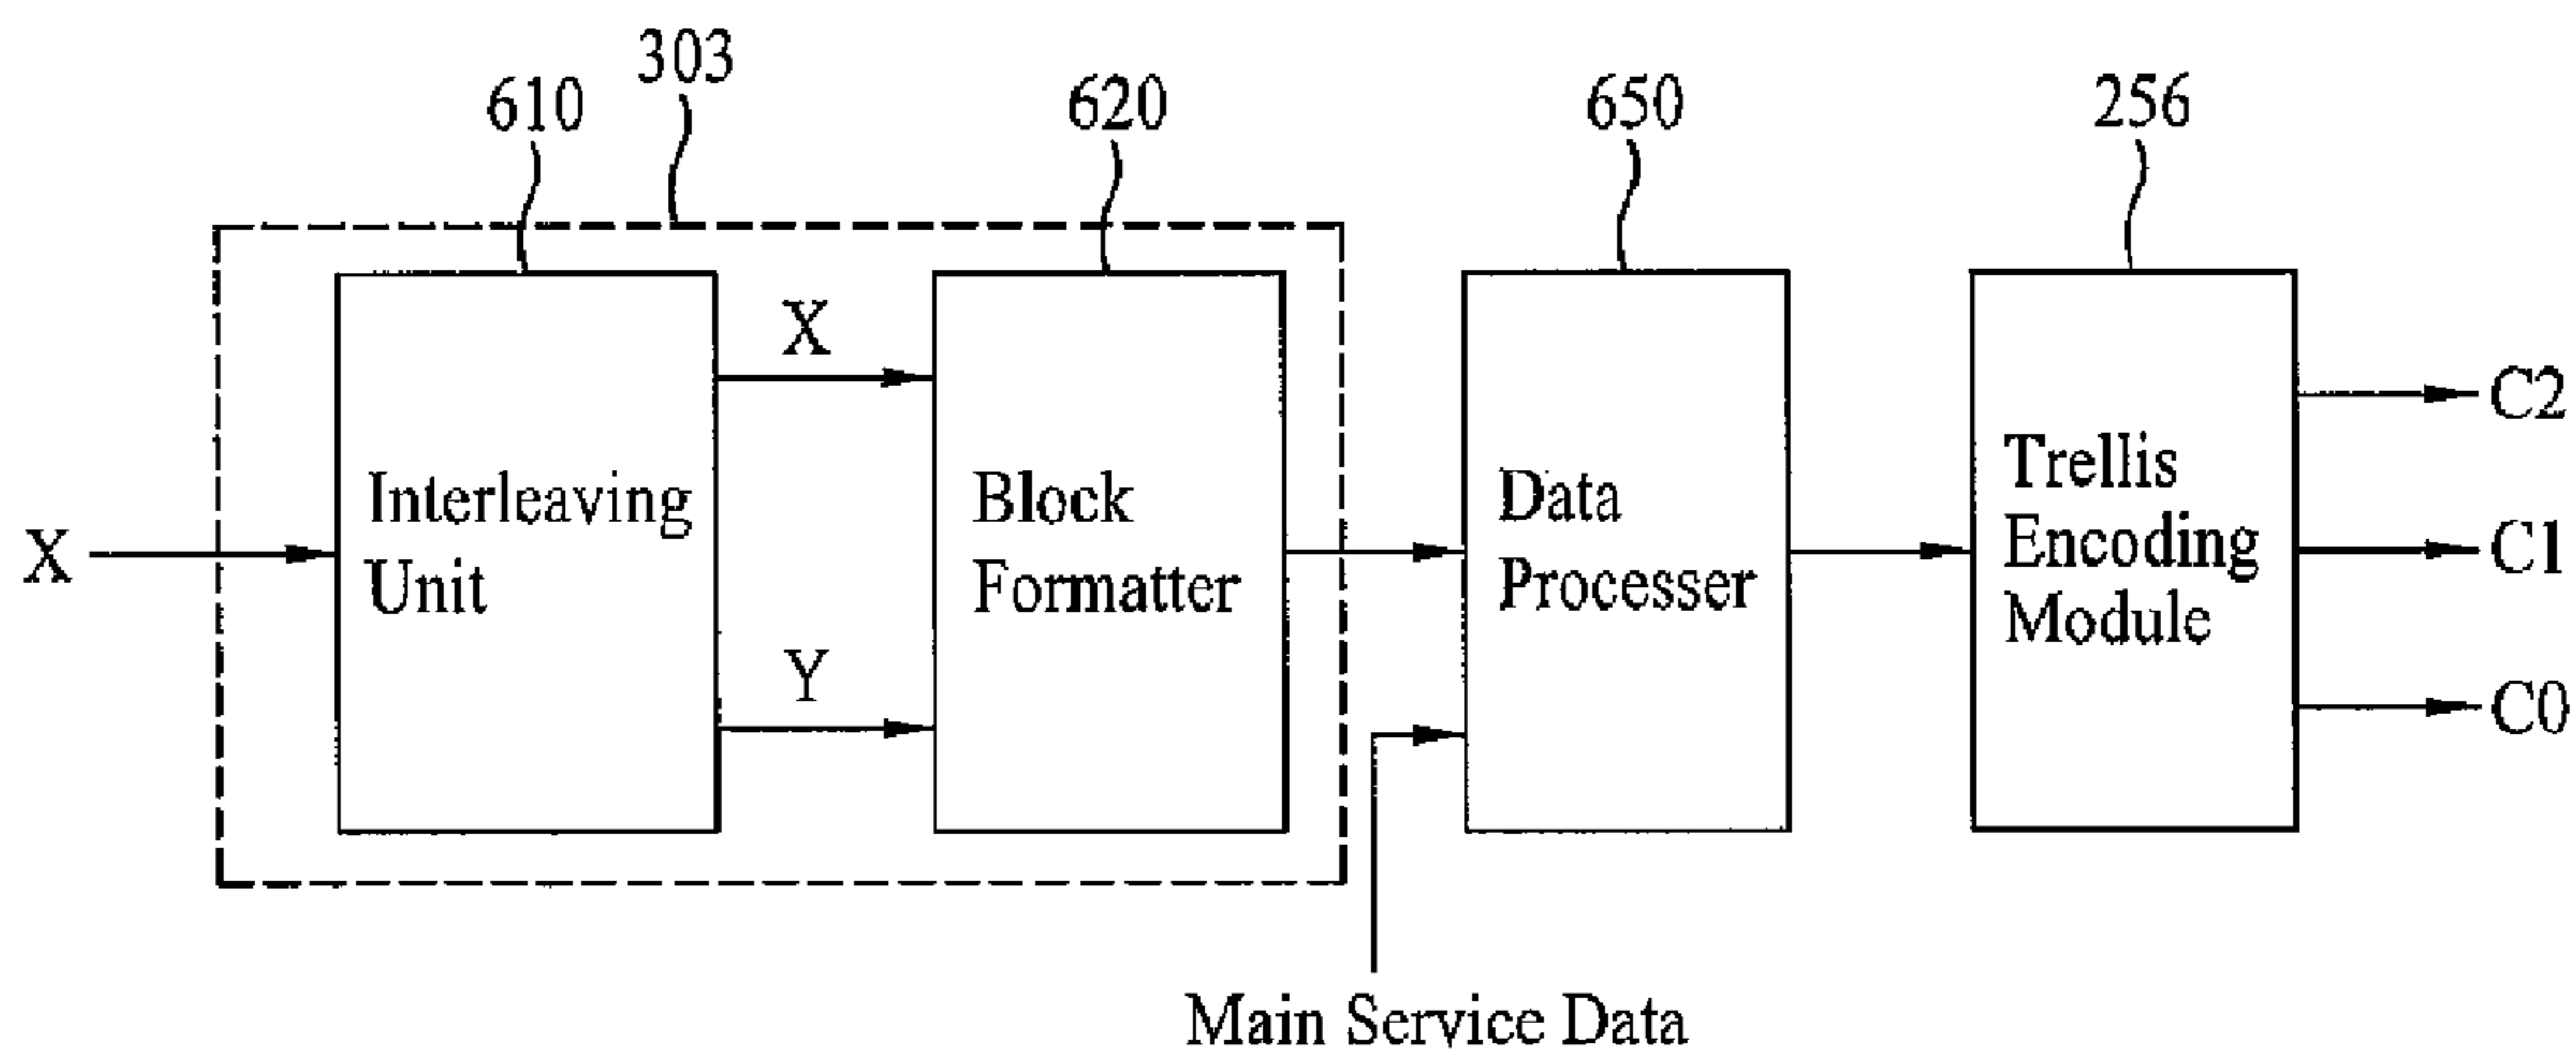 303
610
620
650
256
X
Interleaving
Unit
X
Y
Block
Formatter
Data
Processer
Trellis
Encoding
Module
C2
C1
C0
Main Service Data